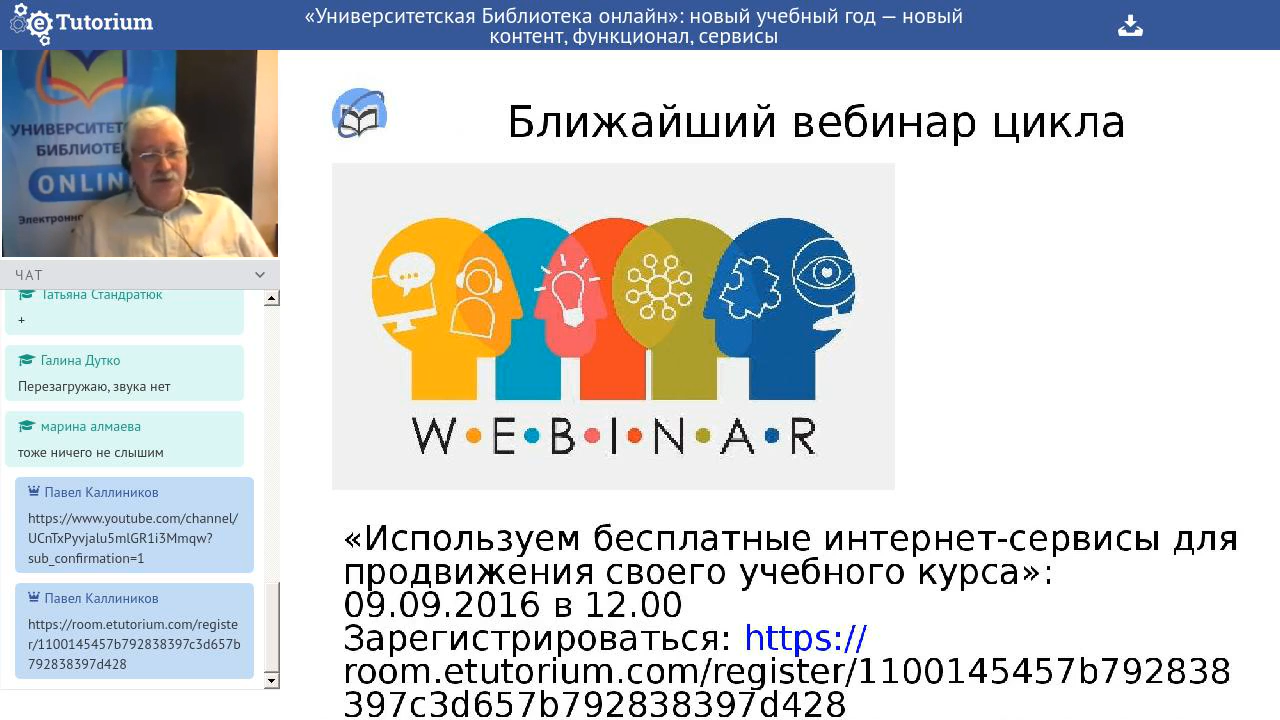 Tutorium
«Университетская Библиотека онлайн»: новый учебный год — новый
контент, функционал, сервисы
УНИВЕРСИТЕТ
БИБЛИОТЕ
ONLIN
Электронно
ЧАТ
Татьяна Стандратюк
+
Галина Дутко
Перезагружаю, звука нет
марина алмаева
тоже ничего не слышим
Павел Каллиников
https://www.youtube.com/channel/
UCnTxPyvjalu5mlGR1i3Mmqw?
sub_confirmation=1
Павел Каллиников
https://room.etutorium.com/registe
r/1100145457b792838397c3d657b
792838397d428
Ближайший вебинар цикла
W•E•B•I•N•A•R
«Используем бесплатные интернет-сервисы для
продвижения своего учебного курса»:
09.09.2016 в 12.00
Зарегистрироваться: https://
room.etutorium.com/register/1100145457b792838
397c3d657b792838397d428